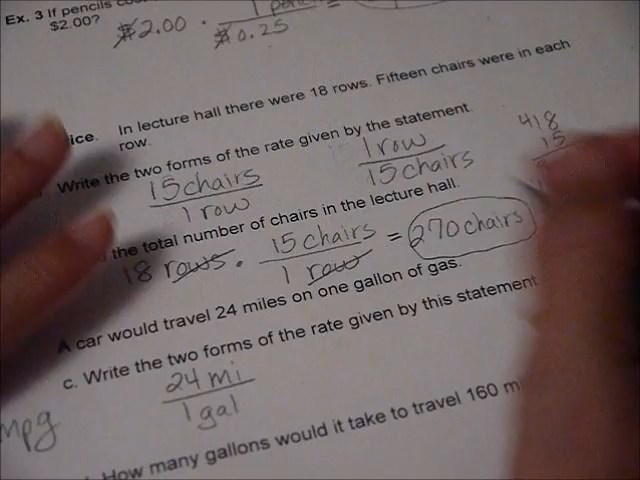 Ex. 3 If pencils
$2.00?
$2.00 · 1 / $0.25 =
In lecture hall there were 18 rows. Fifteen chairs were in each
row.
Write the two forms of the rate given by the statement.
15 chairs / 1 row
1 row / 15 chairs
418
15
the total number of chairs in the lecture hall.
18 rows · 15 chairs / 1 row = 270 chairs
A car would travel 24 miles on one gallon of gas.
c. Write the two forms of the rate given by this statement
24 mi / 1 gal
mpg
How many gallons would it take to travel 160